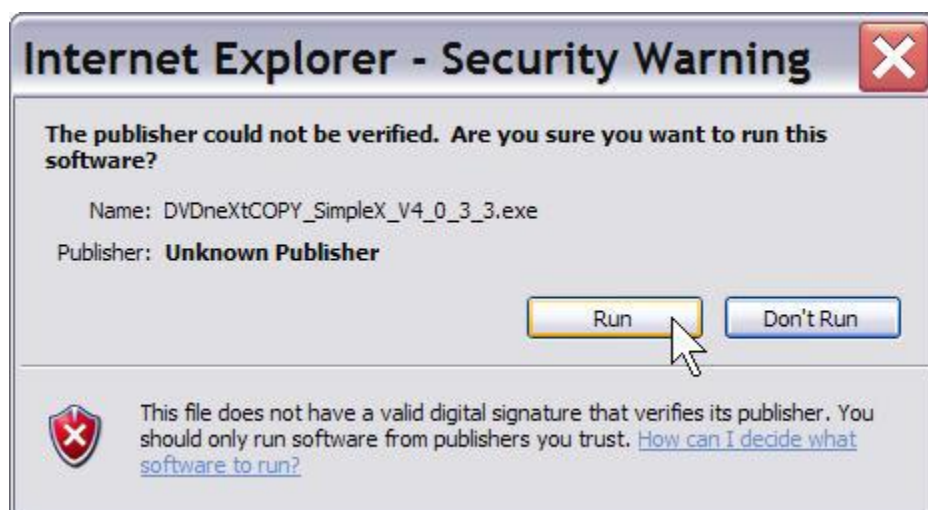 Internet Explorer - Security Warning
The publisher could not be verified.  Are you sure you want to run this
software?
Name: DVDneXtCOPY_SimpleX_V4_0_3_3.exe
Publisher: Unknown Publisher
Run
Don't Run
This file does not have a valid digital signature that verifies its publisher. You
should only run software from publishers you trust. How can I decide what
software to run?